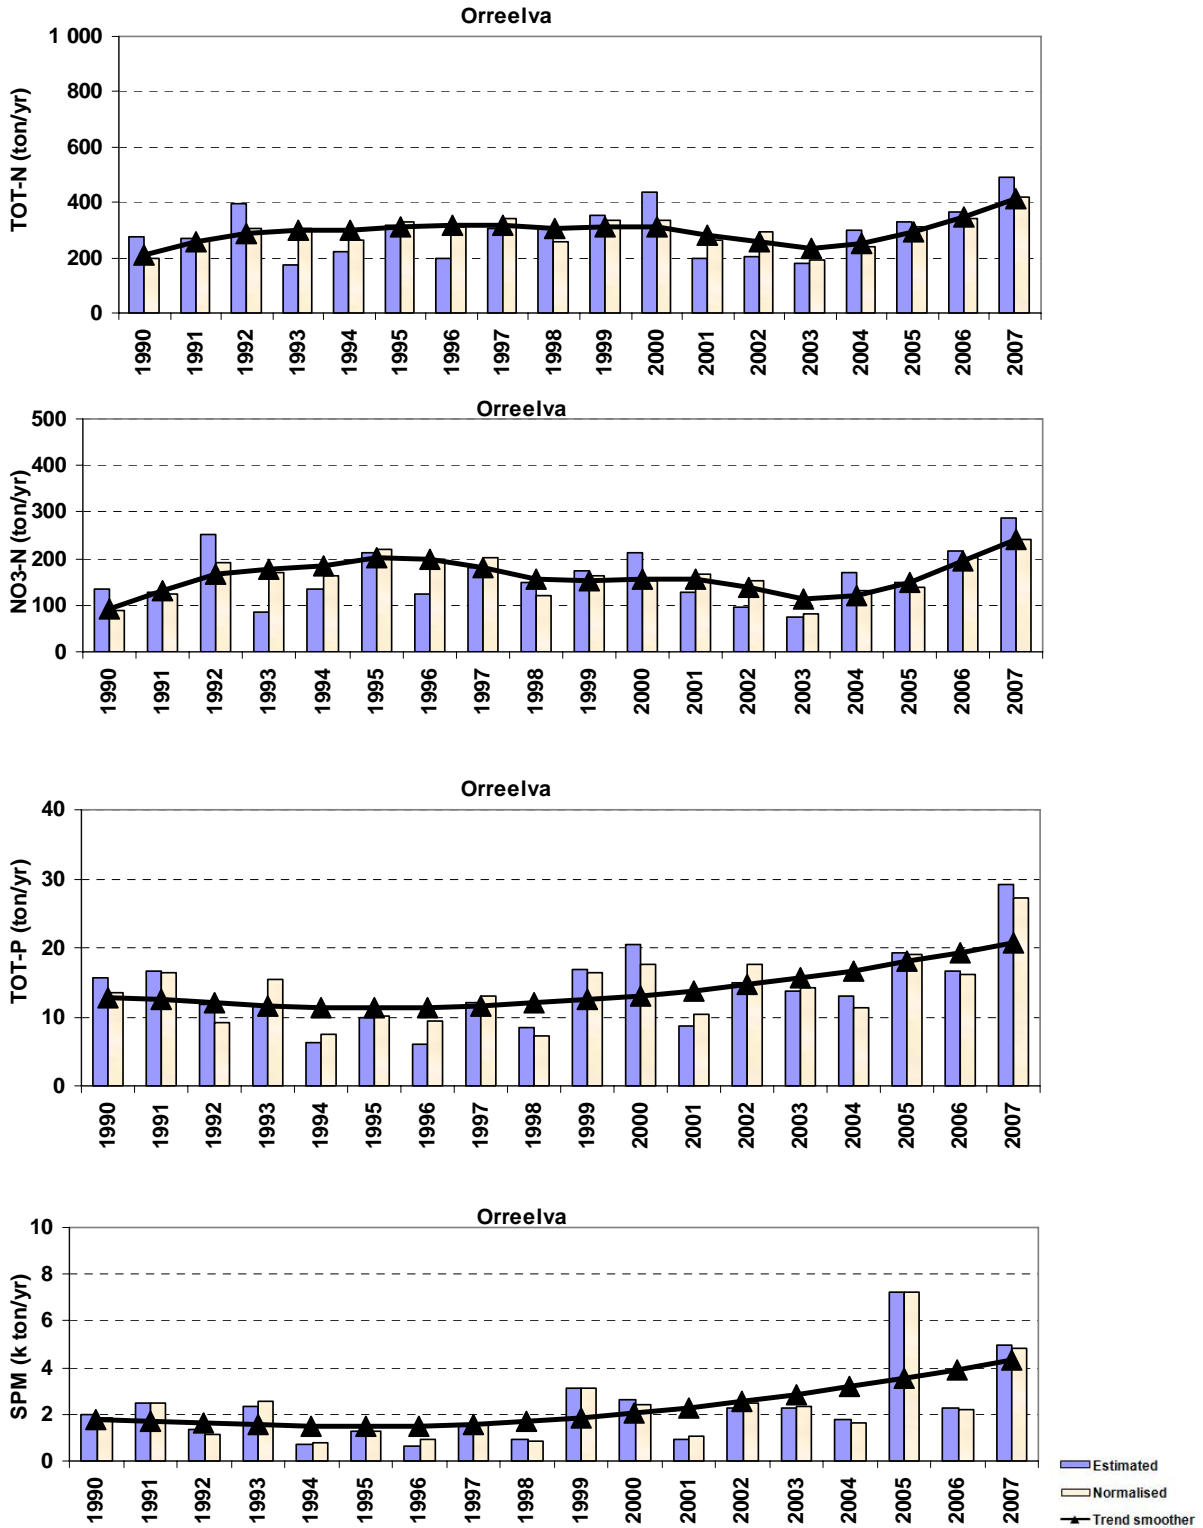 Orreelva
TOT-N (ton/yr)
1 000
800
600
400
200
0
1990 1991 1992 1993 1994 1995 1996 1997 1998 1999 2000 2001 2002 2003 2004 2005 2006 2007
Orreelva
NO3-N (ton/yr)
500
400
300
200
100
0
1990 1991 1992 1993 1994 1995 1996 1997 1998 1999 2000 2001 2002 2003 2004 2005 2006 2007
Orreelva
TOT-P (ton/yr)
40
30
20
10
0
1990 1991 1992 1993 1994 1995 1996 1997 1998 1999 2000 2001 2002 2003 2004 2005 2006 2007
Orreelva
SPM (k ton/yr)
10
8
6
4
2
0
1990 1991 1992 1993 1994 1995 1996 1997 1998 1999 2000 2001 2002 2003 2004 2005 2006 2007
Estimated
Normalised
Trend smoother